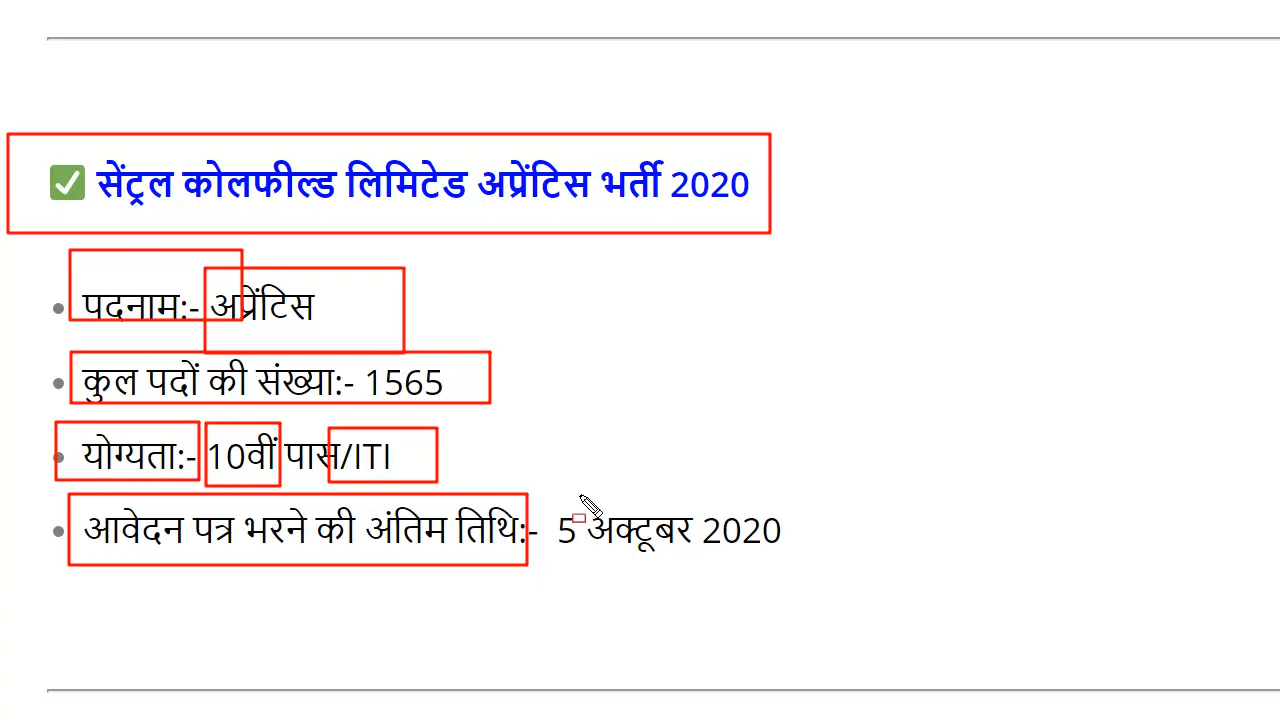 ✅ सेंट्रल कोलफील्ड लिमिटेड अप्रेंटिस भर्ती 2020
• पदनाम:- अप्रेंटिस
• कुल पदों की संख्या:- 1565
• योग्यता:- 10वीं पास/ITI
• आवेदन पत्र भरने की अंतिम तिथि:- 5 अक्टूबर 2020